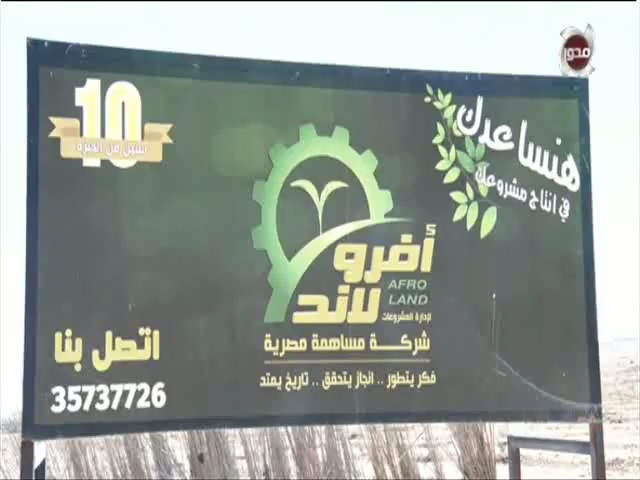 محور
10
سنين من الخبرة
هنساعدك
في انتاج مشروعك
أفرو
لاند
AFRO
LAND
لإدارة المشروعات
شركة مساهمة مصرية
فكر يتطور .. انجاز يتحقق .. تاريخ يمتد
اتصل بنا
35737726